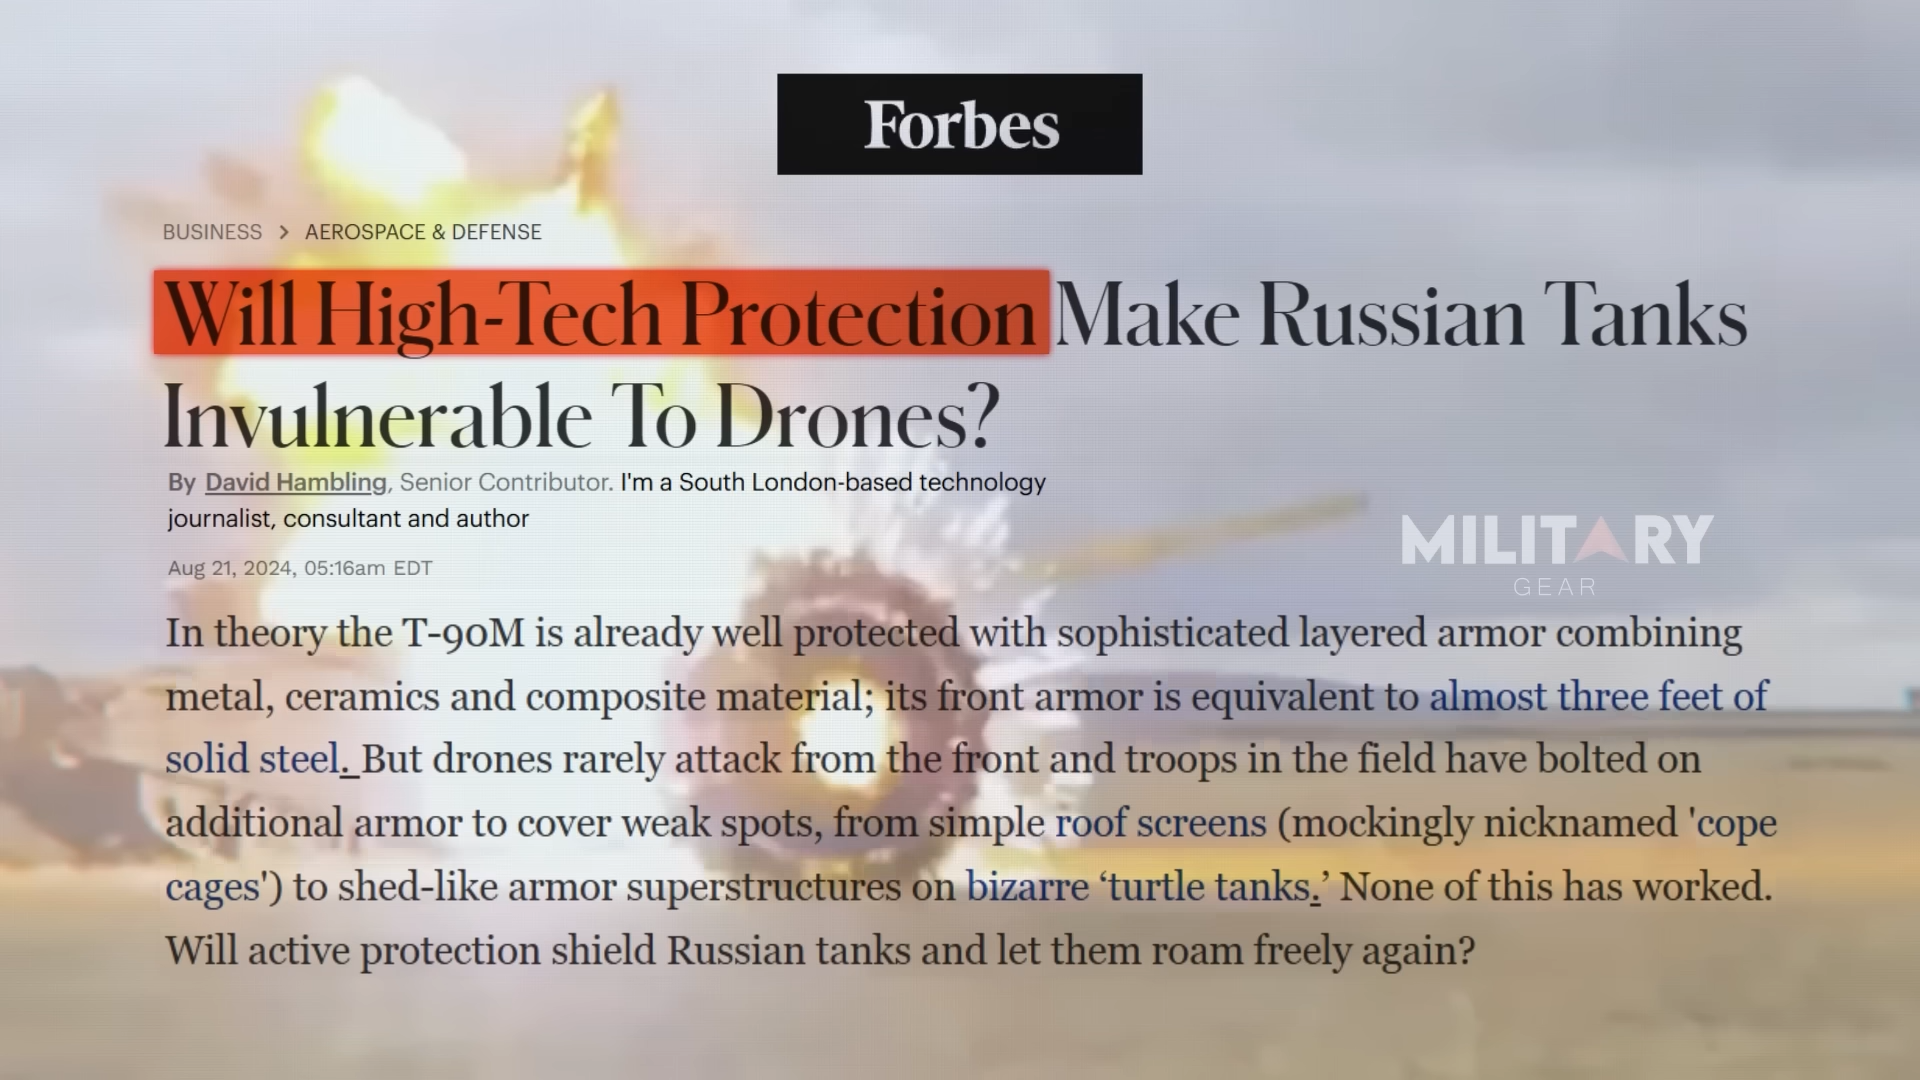 Forbes
BUSINESS > AEROSPACE & DEFENSE
Will High-Tech Protection Make Russian Tanks
Invulnerable To Drones?
By David Hambling, Senior Contributor. I'm a South London-based technology
journalist, consultant and author
Aug 21, 2024, 05:16am EDT
MILITARY
GEAR
In theory the T-90M is already well protected with sophisticated layered armor combining
metal, ceramics and composite material; its front armor is equivalent to almost three feet of
solid steel. But drones rarely attack from the front and troops in the field have bolted on
additional armor to cover weak spots, from simple roof screens (mockingly nicknamed 'cope
cages') to shed-like armor superstructures on bizarre ‘turtle tanks.’ None of this has worked.
Will active protection shield Russian tanks and let them roam freely again?